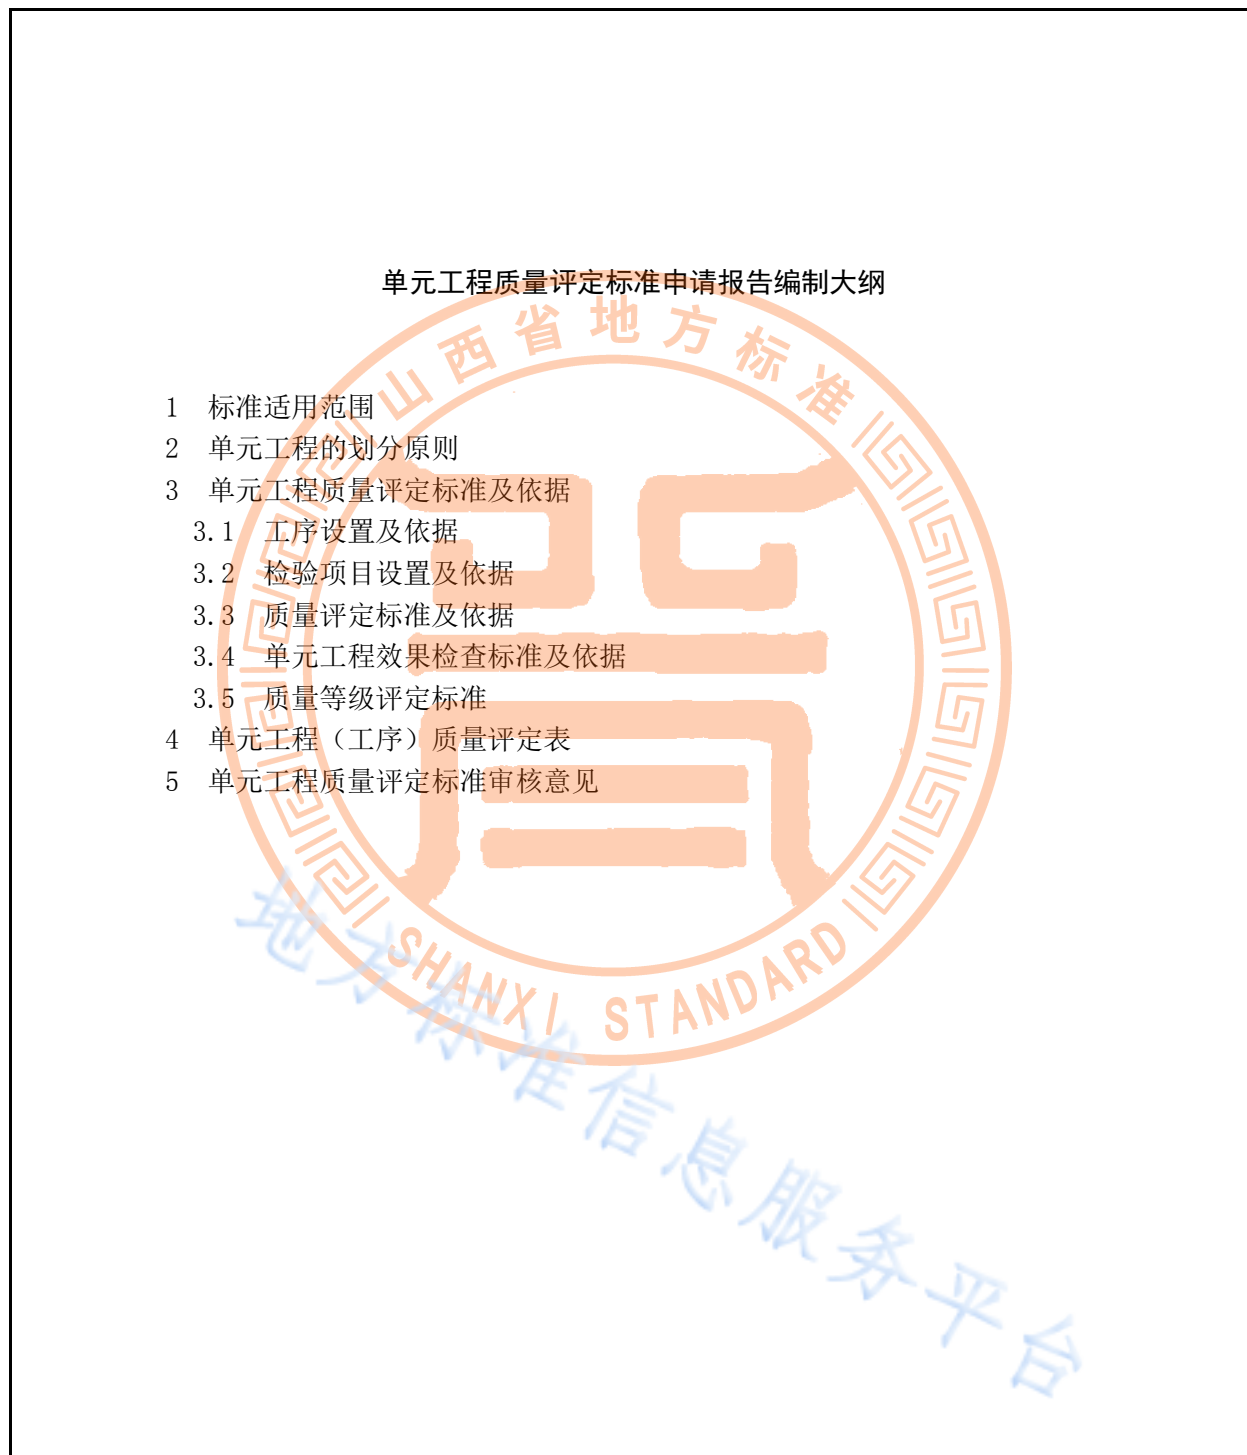 单元工程质量评定标准申请报告编制大纲
山西省地方标准
1 标准适用范围
2 单元工程的划分原则
3 单元工程质量评定标准及依据
3.1 工序设置及依据
3.2 检验项目设置及依据
3.3 质量评定标准及依据
3.4 单元工程效果检查标准及依据
3.5 质量等级评定标准
4 单元工程（工序）质量评定表
5 单元工程质量评定标准审核意见
SHANXI STANDARD
地方标准信息服务平台